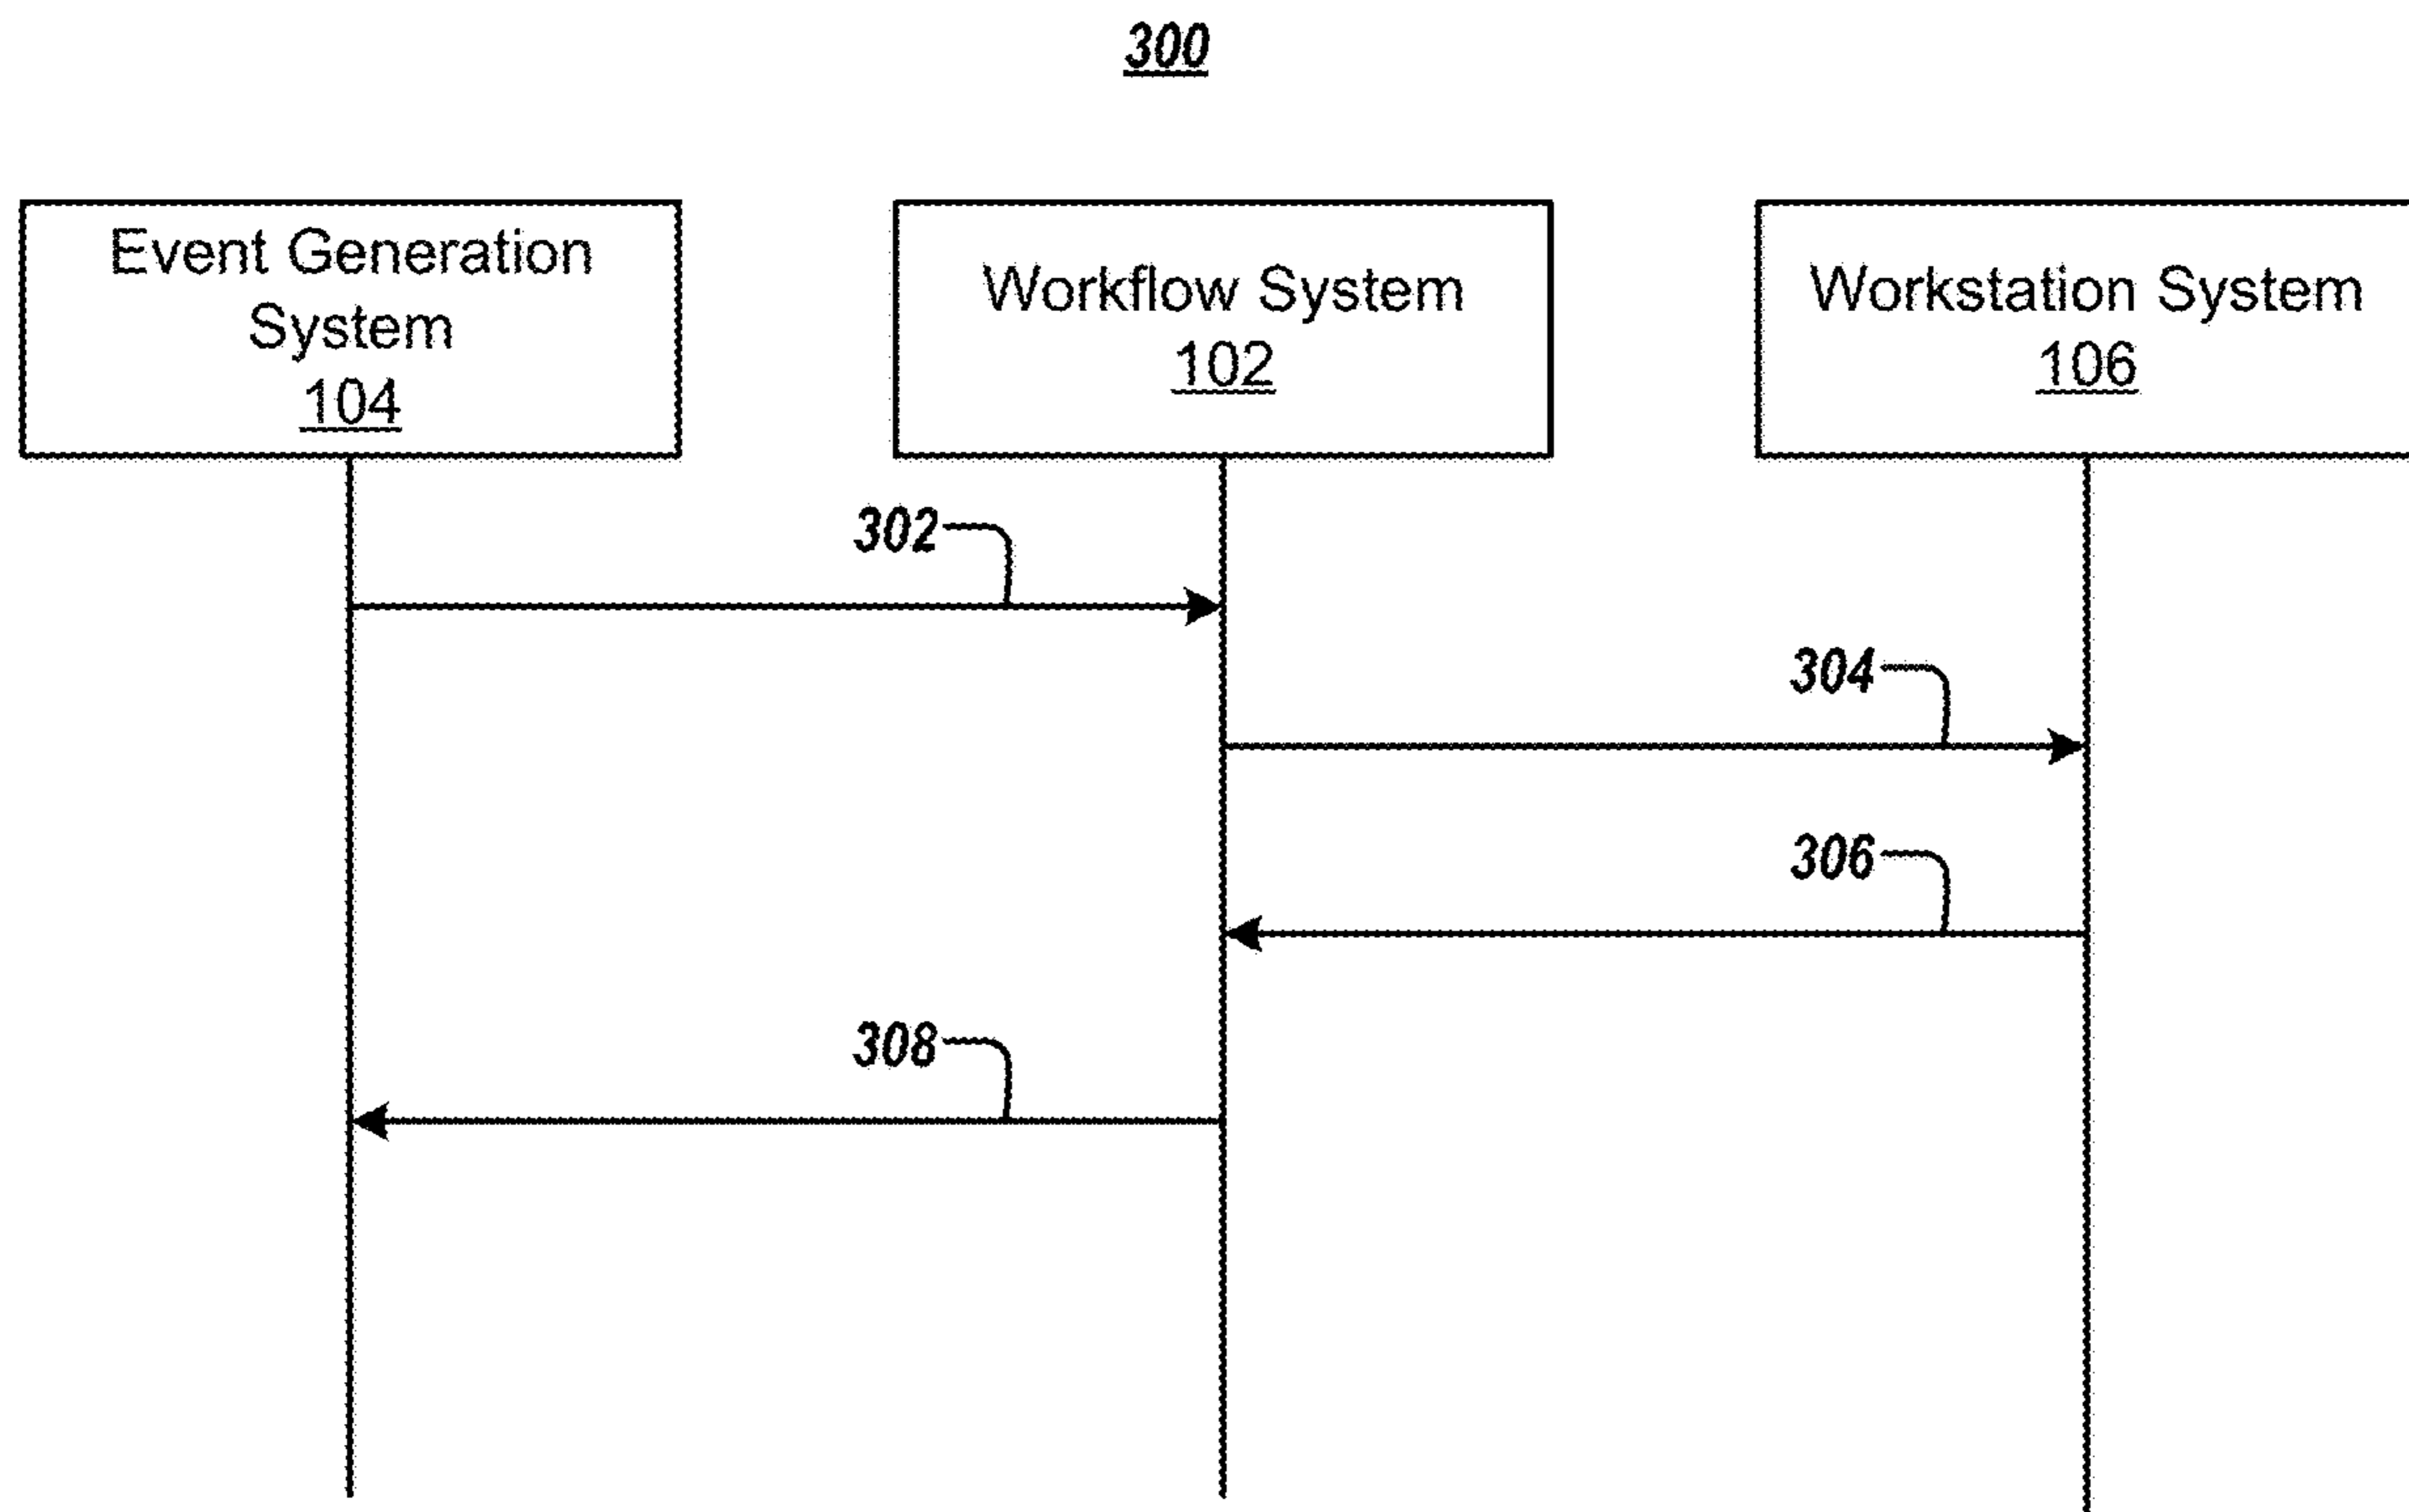 300
Event Generation
System
104
Workflow System
102
Workstation System
106
302
304
306
308